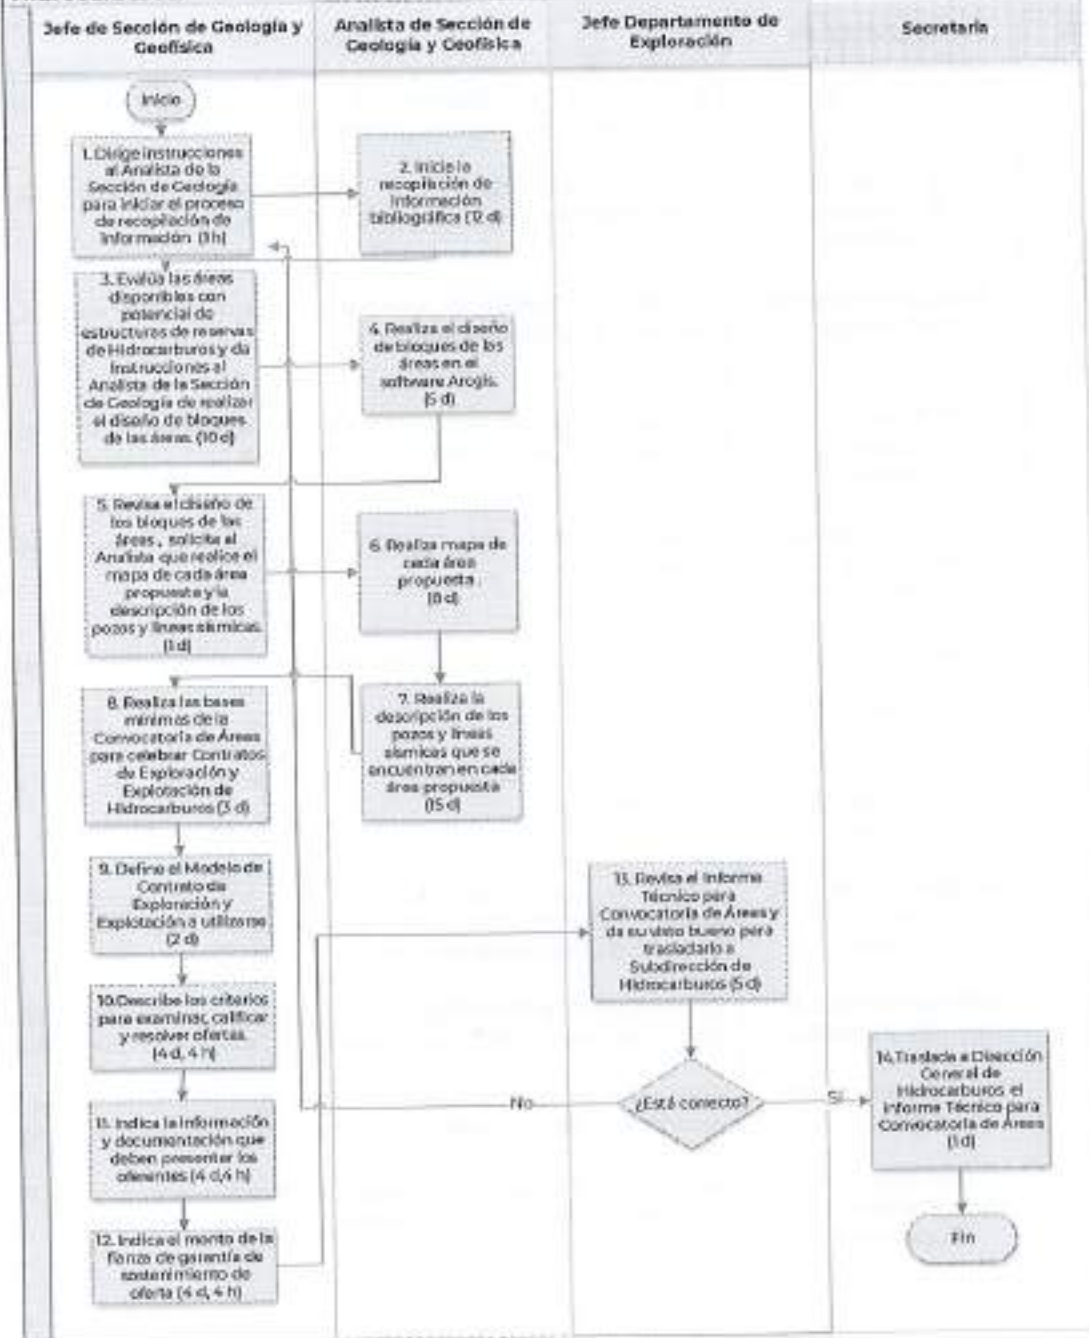 Jefe de Sección de Geología y
Geofísica
Analista de Sección de
Geología y Geofísica
Jefe Departamento de
Exploración
Secretaria
Inicio
1. Dirige instrucciones
al Analista de la
Sección de Geología
para iniciar el proceso
de recopilación de
Información (1 h)
2. Inicie la
recopilación de
Información
bibliográfica (12 d)
3. Evalúa las áreas
disponibles con
potencial de
estructuras de reservas
de Hidrocarburos y da
Instrucciones al
Analista de la Sección
de Geología de realizar
el diseño de bloques
de las áreas. (10 d)
4. Realiza el diseño
de bloques de las
áreas en el
software Arcgis.
(5 d)
5. Revisa el diseño de
los bloques de las
áreas, solicita al
Analista que realice el
mapa de cada área
propuesta y la
descripción de los
pozos y líneas sísmicas.
(1 d)
6. Realiza mapa de
cada área
propuesta.
(8 d)
7. Realiza la
descripción de los
pozos y líneas
sísmicas que se
encuentran en cada
área propuesta
(15 d)
8. Realiza las bases
mínimas de la
Convocatoria de Áreas
para celebrar Contratos
de Exploración y
Explotación de
Hidrocarburos (3 d)
9. Define el Modelo de
Contrato de
Exploración y
Explotación a utilizarse
(2 d)
10.Describe los criterios
para examinar, calificar
y resolver ofertas.
(4 d, 4 h)
11. Indica la información
y documentación que
deben presentar los
oferentes (4 d,4 h)
12. Indica el monto de la
fianza de garantía de
sostenimiento de
oferta (4 d, 4 h)
13. Revisa el Informe
Técnico para
Convocatoria de Áreas y
da su visto bueno para
trasladarlo a
Subdirección de
Hidrocarburos (5 d)
¿Está correcto?
No
Sí
14.Traslada a Dirección
General de
Hidrocarburos el
informe Técnico para
Convocatoria de Áreas
(1 d)
Fin